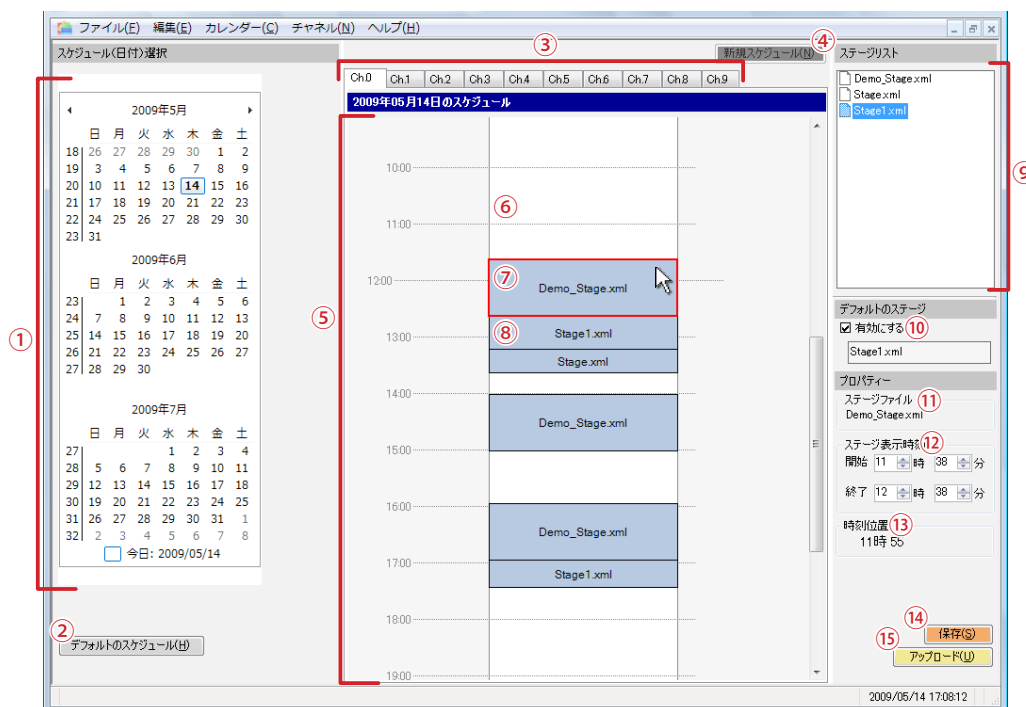 ファイル(F) 編集(E) カレンダー(C) チャネル(N) ヘルプ(H)
スケジュール(日付)選択
①
2009年5月
日 月 火 水 木 金 土
18 26 27 28 29 30 1 2
19 3 4 5 6 7 8 9
20 10 11 12 13 14 15 16
21 17 18 19 20 21 22 23
22 24 25 26 27 28 29 30
23 31
2009年6月
日 月 火 水 木 金 土
23 1 2 3 4 5 6
24 7 8 9 10 11 12 13
25 14 15 16 17 18 19 20
26 21 22 23 24 25 26 27
27 28 29 30
2009年7月
日 月 火 水 木 金 土
27 1 2 3 4
28 5 6 7 8 9 10 11
29 12 13 14 15 16 17 18
30 19 20 21 22 23 24 25
31 26 27 28 29 30 31 1
32 2 3 4 5 6 7 8
今日: 2009/05/14
②
デフォルトのスケジュール(H)
③
新規スケジュール(N)
④
Ch.0 Ch.1 Ch.2 Ch.3 Ch.4 Ch.5 Ch.6 Ch.7 Ch.8 Ch.9
2009年05月14日のスケジュール
⑤
10:00
⑥
11:00
12:00
⑦
Demo_Stage.xml
⑧
Stage1.xml
13:00
Stage.xml
14:00
Demo_Stage.xml
15:00
16:00
Demo_Stage.xml
17:00
Stage1.xml
18:00
19:00
ステージリスト
Demo_Stage.xml
Stage.xml
Stage1.xml
⑨
デフォルトのステージ
有効にする ⑩
Stage1.xml
プロパティー
ステージファイル ⑪
Demo_Stage.xml
ステージ表示時刻 ⑫
開始 11 時 38 分
終了 12 時 38 分
時刻位置 ⑬
11時 55
⑭
保存(S)
⑮
アップロード(U)
2009/05/14 17:08:12